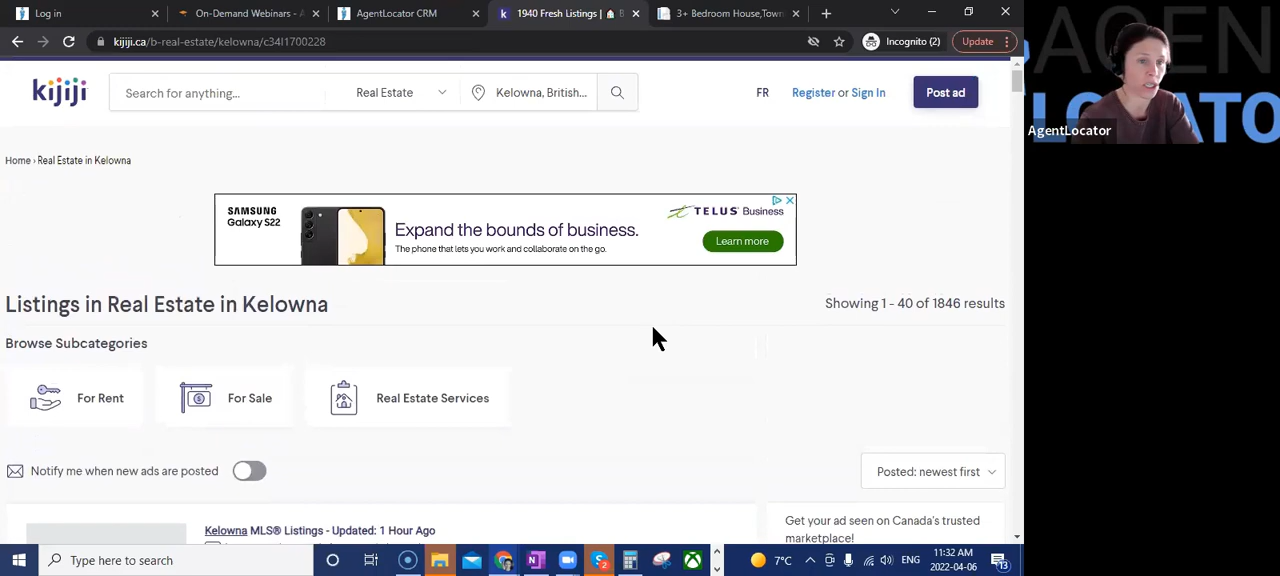 Log in
On-Demand Webinars - A
AgentLocator CRM
1940 Fresh Listings | B
3+ Bedroom House,Town
kijiji.ca/b-real-estate/kelowna/c34l1700228
Incognito (2)
Update
kijiji
Search for anything...
Real Estate
Kelowna, British...
FR
Register or Sign In
Post ad
Home › Real Estate in Kelowna
SAMSUNG
Galaxy S22
Expand the bounds of business.
The phone that lets you work and collaborate on the go.
TELUS Business
Learn more
Listings in Real Estate in Kelowna
Showing 1 - 40 of 1846 results
Browse Subcategories
For Rent
For Sale
Real Estate Services
Notify me when new ads are posted
Posted: newest first
Kelowna MLS® Listings - Updated: 1 Hour Ago
Get your ad seen on Canada's trusted
marketplace!
AgentLocator
Type here to search
7°C
ENG
11:32 AM
2022-04-06
13